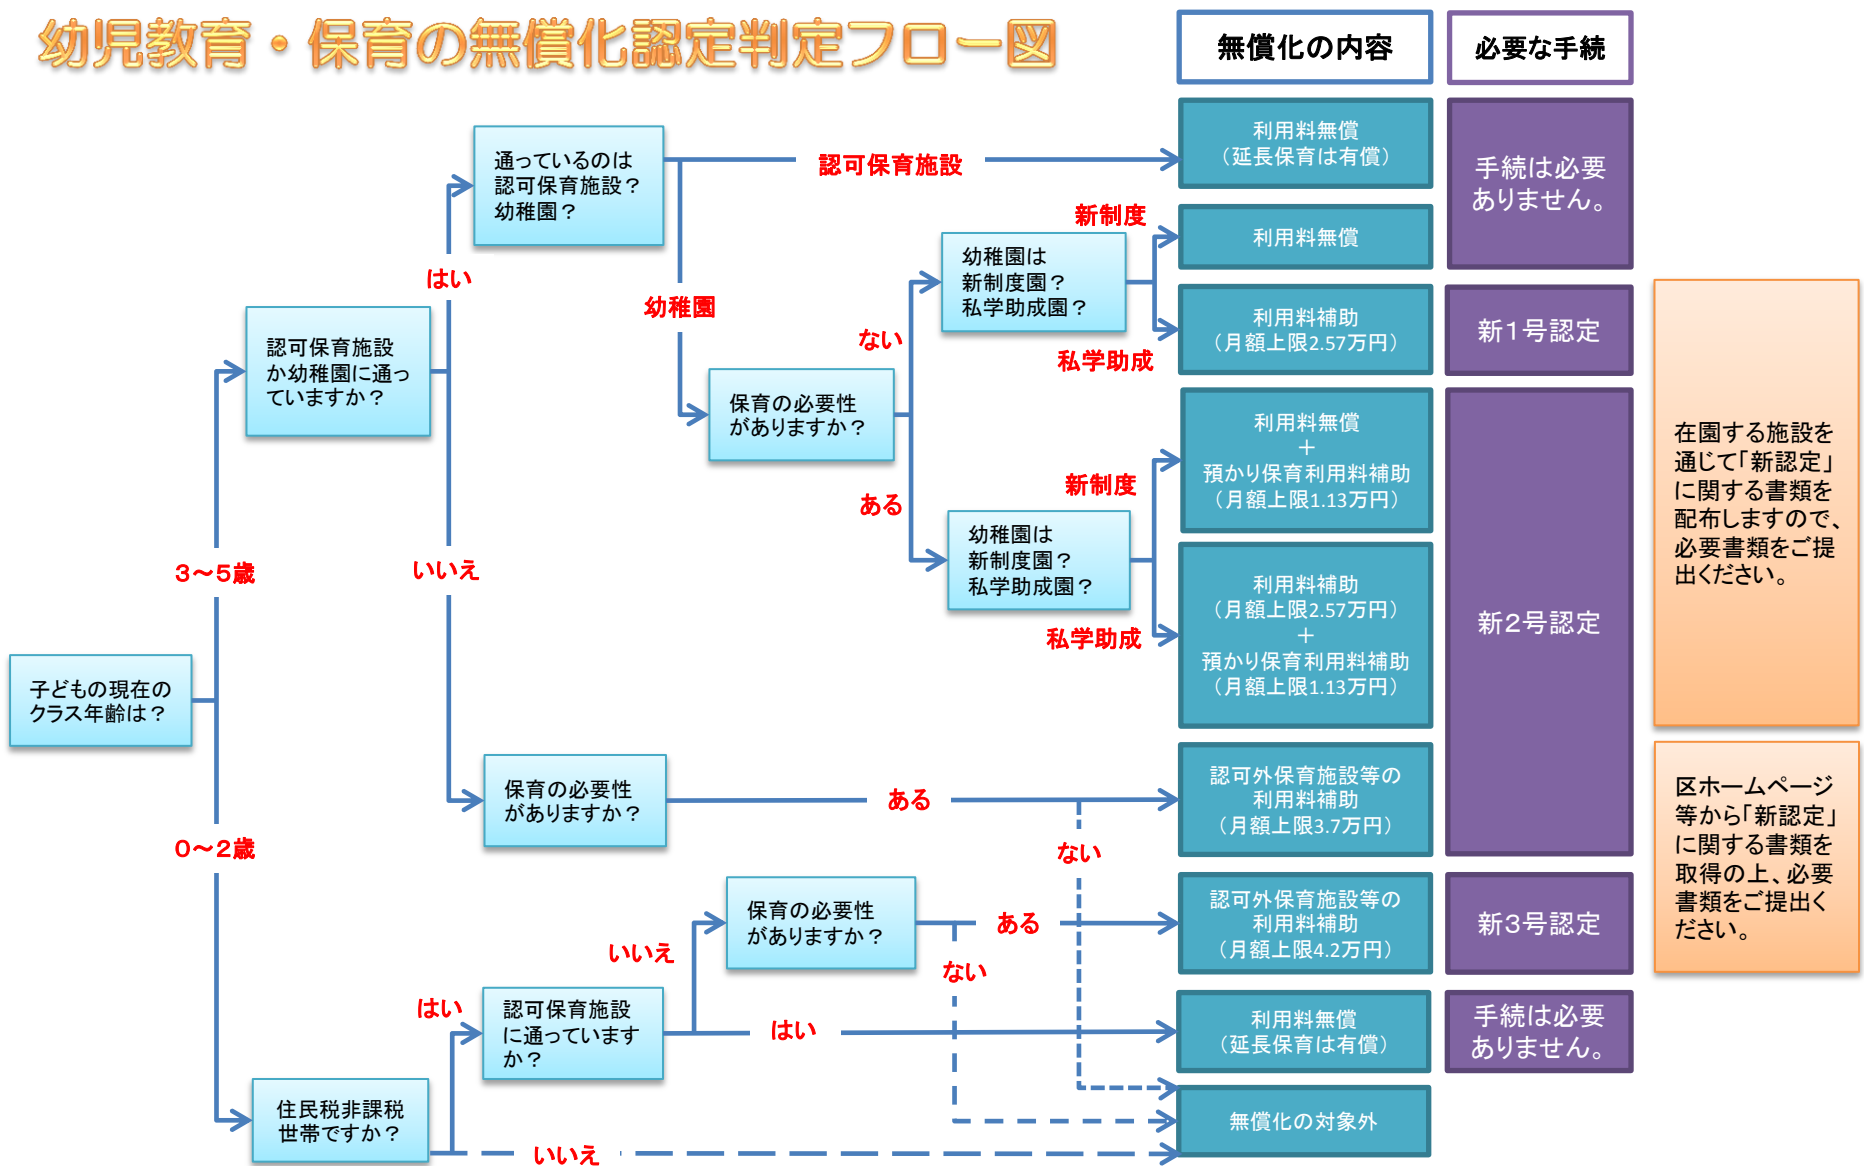 幼児教育・保育の無償化認定判定フロー図
無償化の内容
必要な手続
子どもの現在の
クラス年齢は？
3～5歳
0～2歳
認可保育施設
か幼稚園に通っ
ていますか？
はい
いいえ
通っているのは
認可保育施設？
幼稚園？
認可保育施設
幼稚園
保育の必要性
がありますか？
ない
ある
幼稚園は
新制度園？
私学助成園？
新制度
私学助成
幼稚園は
新制度園？
私学助成園？
新制度
私学助成
保育の必要性
がありますか？
ある
ない
住民税非課税
世帯ですか？
はい
いいえ
認可保育施設
に通っています
か？
いいえ
はい
保育の必要性
がありますか？
ある
ない
利用料無償
（延長保育は有償）
利用料無償
利用料補助
（月額上限2.57万円）
利用料無償
＋
預かり保育利用料補助
（月額上限1.13万円）
利用料補助
（月額上限2.57万円）
＋
預かり保育利用料補助
（月額上限1.13万円）
認可外保育施設等の
利用料補助
（月額上限3.7万円）
認可外保育施設等の
利用料補助
（月額上限4.2万円）
利用料無償
（延長保育は有償）
無償化の対象外
手続は必要
ありません。
新1号認定
新2号認定
新3号認定
手続は必要
ありません。
在園する施設を
通じて「新認定」
に関する書類を
配布しますので、
必要書類をご提
出ください。
区ホームページ
等から「新認定」
に関する書類を
取得の上、必要
書類をご提出く
ださい。